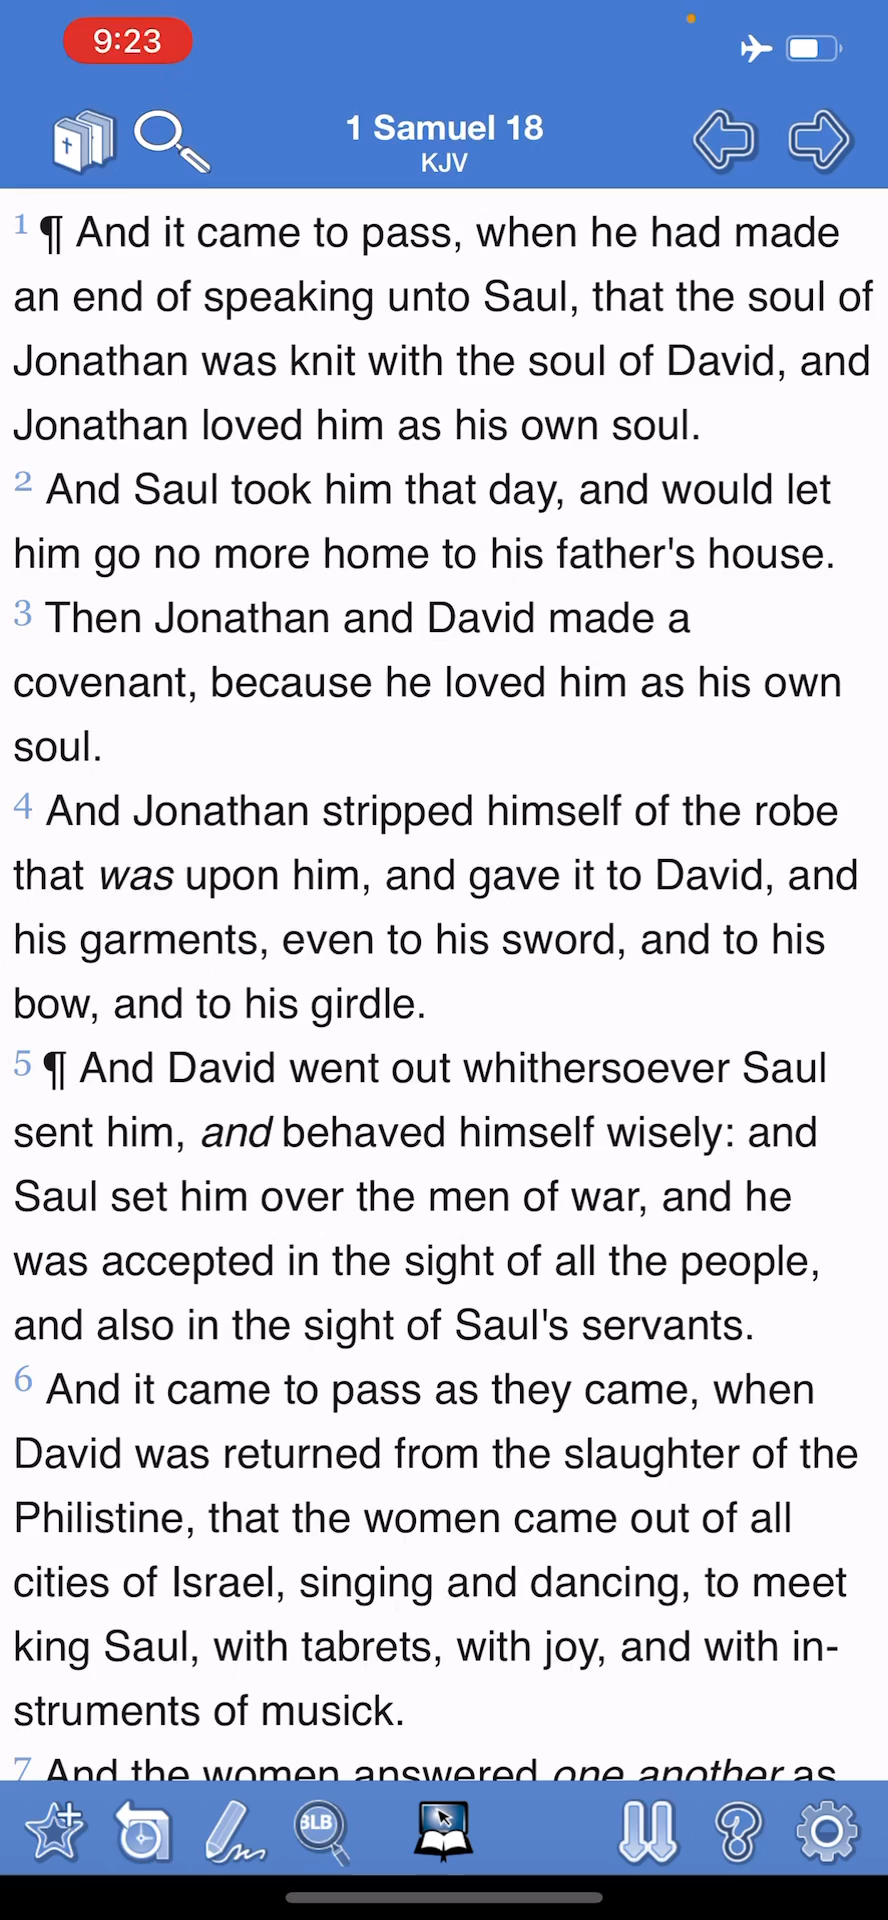 9:23
1 Samuel 18
KJV
1 ¶ And it came to pass, when he had made
an end of speaking unto Saul, that the soul of
Jonathan was knit with the soul of David, and
Jonathan loved him as his own soul.
2 And Saul took him that day, and would let
him go no more home to his father's house.
3 Then Jonathan and David made a
covenant, because he loved him as his own
soul.
4 And Jonathan stripped himself of the robe
that was upon him, and gave it to David, and
his garments, even to his sword, and to his
bow, and to his girdle.
5 ¶ And David went out whithersoever Saul
sent him, and behaved himself wisely: and
Saul set him over the men of war, and he
was accepted in the sight of all the people,
and also in the sight of Saul's servants.
6 And it came to pass as they came, when
David was returned from the slaughter of the
Philistine, that the women came out of all
cities of Israel, singing and dancing, to meet
king Saul, with tabrets, with joy, and with in-
struments of musick.
7 And the women answered one another as
BLB